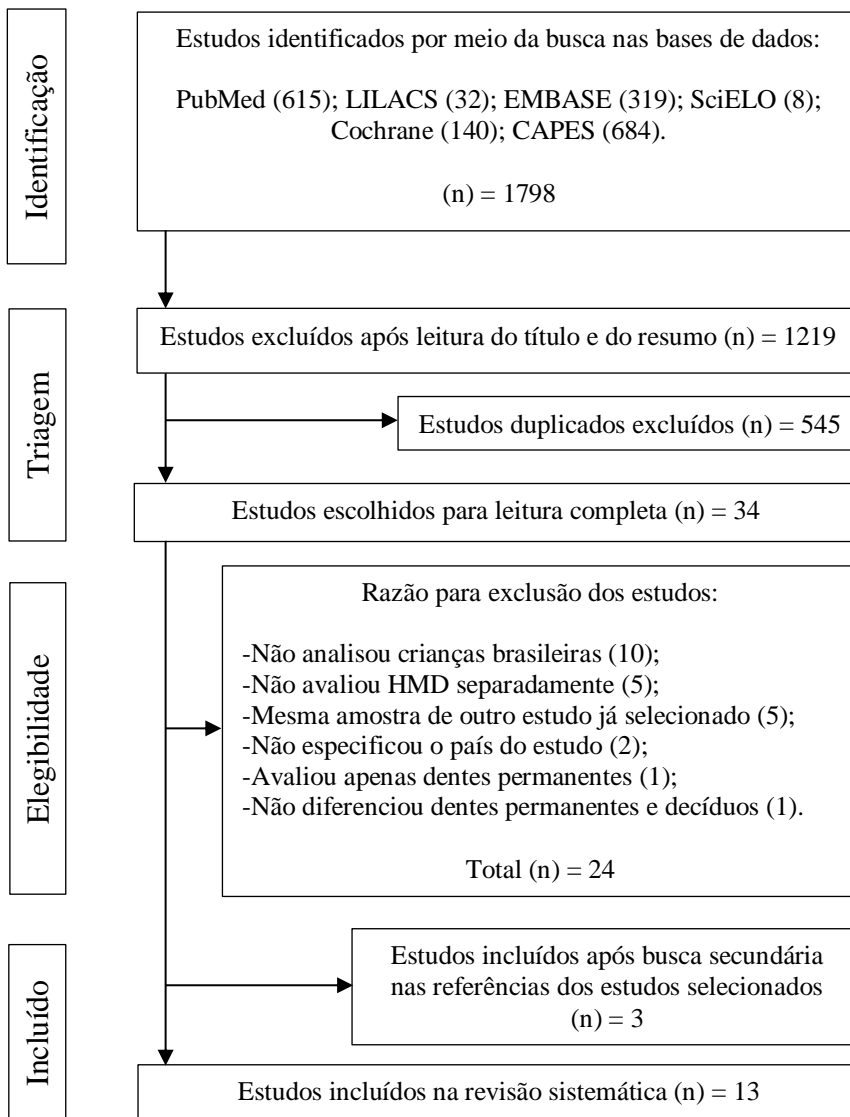 Identificação
Estudos identificados por meio da busca nas bases de dados:
PubMed (615); LILACS (32); EMBASE (319); SciELO (8);
Cochrane (140); CAPES (684).
(n) = 1798
Triagem
Estudos excluídos após leitura do título e do resumo (n) = 1219
Estudos duplicados excluídos (n) = 545
Estudos escolhidos para leitura completa (n) = 34
Elegibilidade
Razão para exclusão dos estudos:
-Não analisou crianças brasileiras (10);
-Não avaliou HMD separadamente (5);
-Mesma amostra de outro estudo já selecionado (5);
-Não especificou o país do estudo (2);
-Avaliou apenas dentes permanentes (1);
-Não diferenciou dentes permanentes e decíduos (1).
Total (n) = 24
Incluído
Estudos incluídos após busca secundária
nas referências dos estudos selecionados
(n) = 3
Estudos incluídos na revisão sistemática (n) = 13